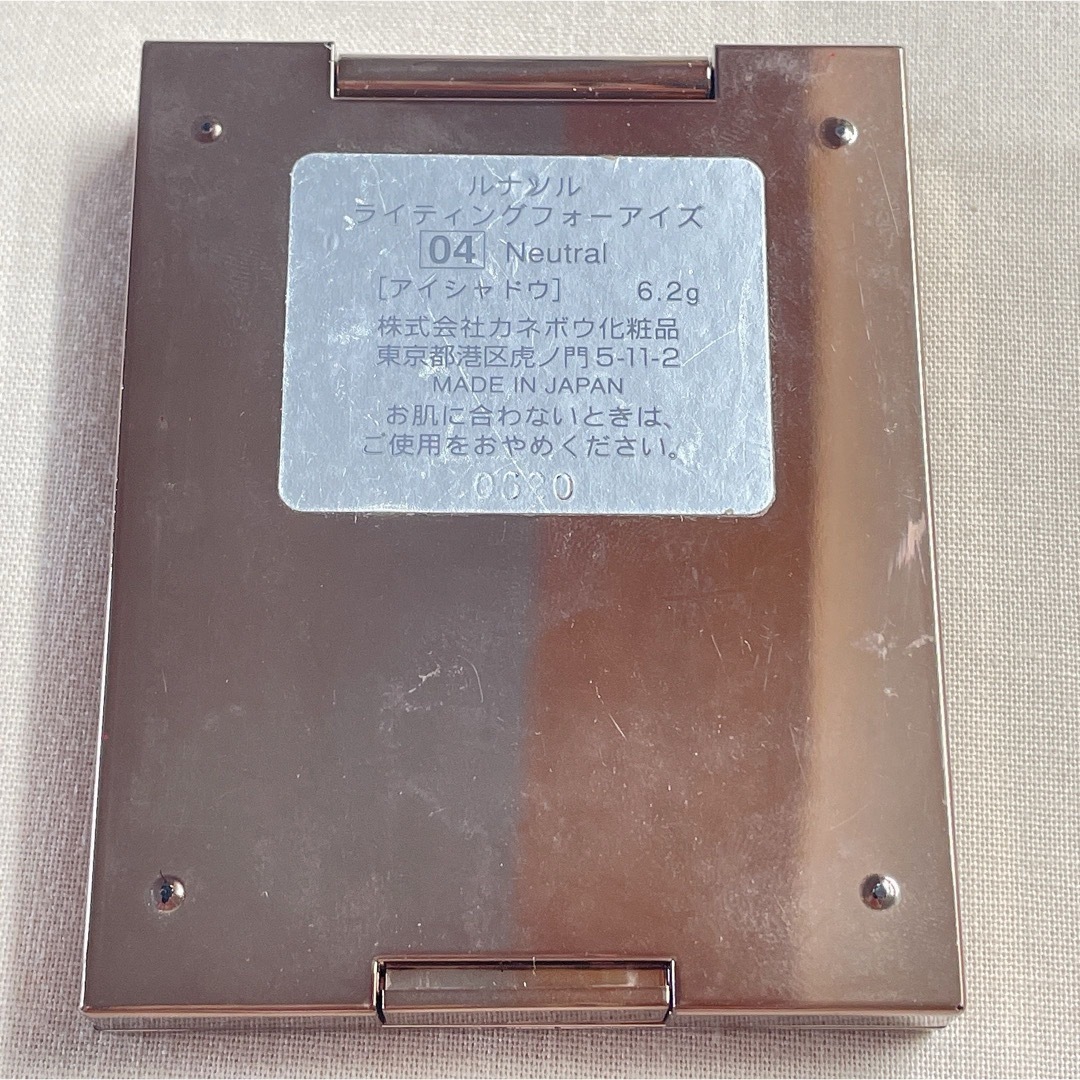 ルナソル
ライティングフォーアイズ
04 Neutral
[アイシャドウ] 6.2g
株式会社カネボウ化粧品
東京都港区虎ノ門5-11-2
MADE IN JAPAN
お肌に合わないときは、
ご使用をおやめください。